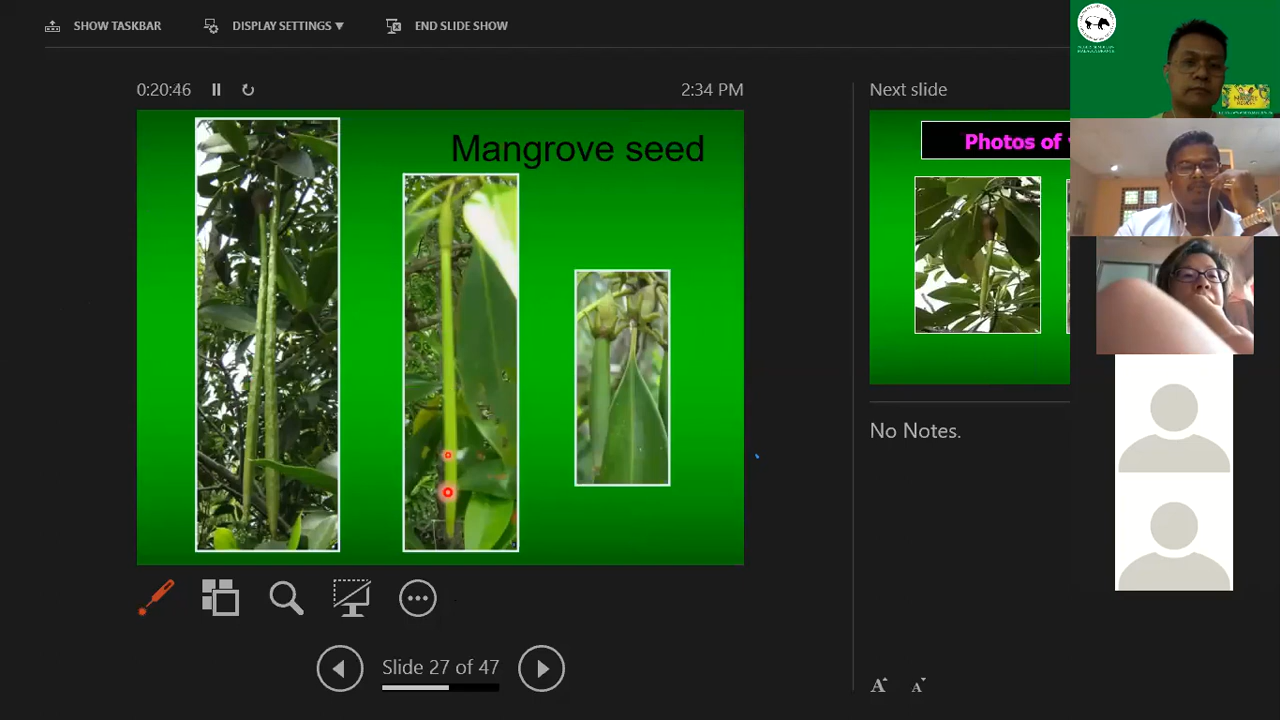 SHOW TASKBAR
DISPLAY SETTINGS ▼
END SLIDE SHOW
0:20:46
2:34 PM
Next slide
Mangrove seed
Photos of
No Notes.
Slide 27 of 47
A
A